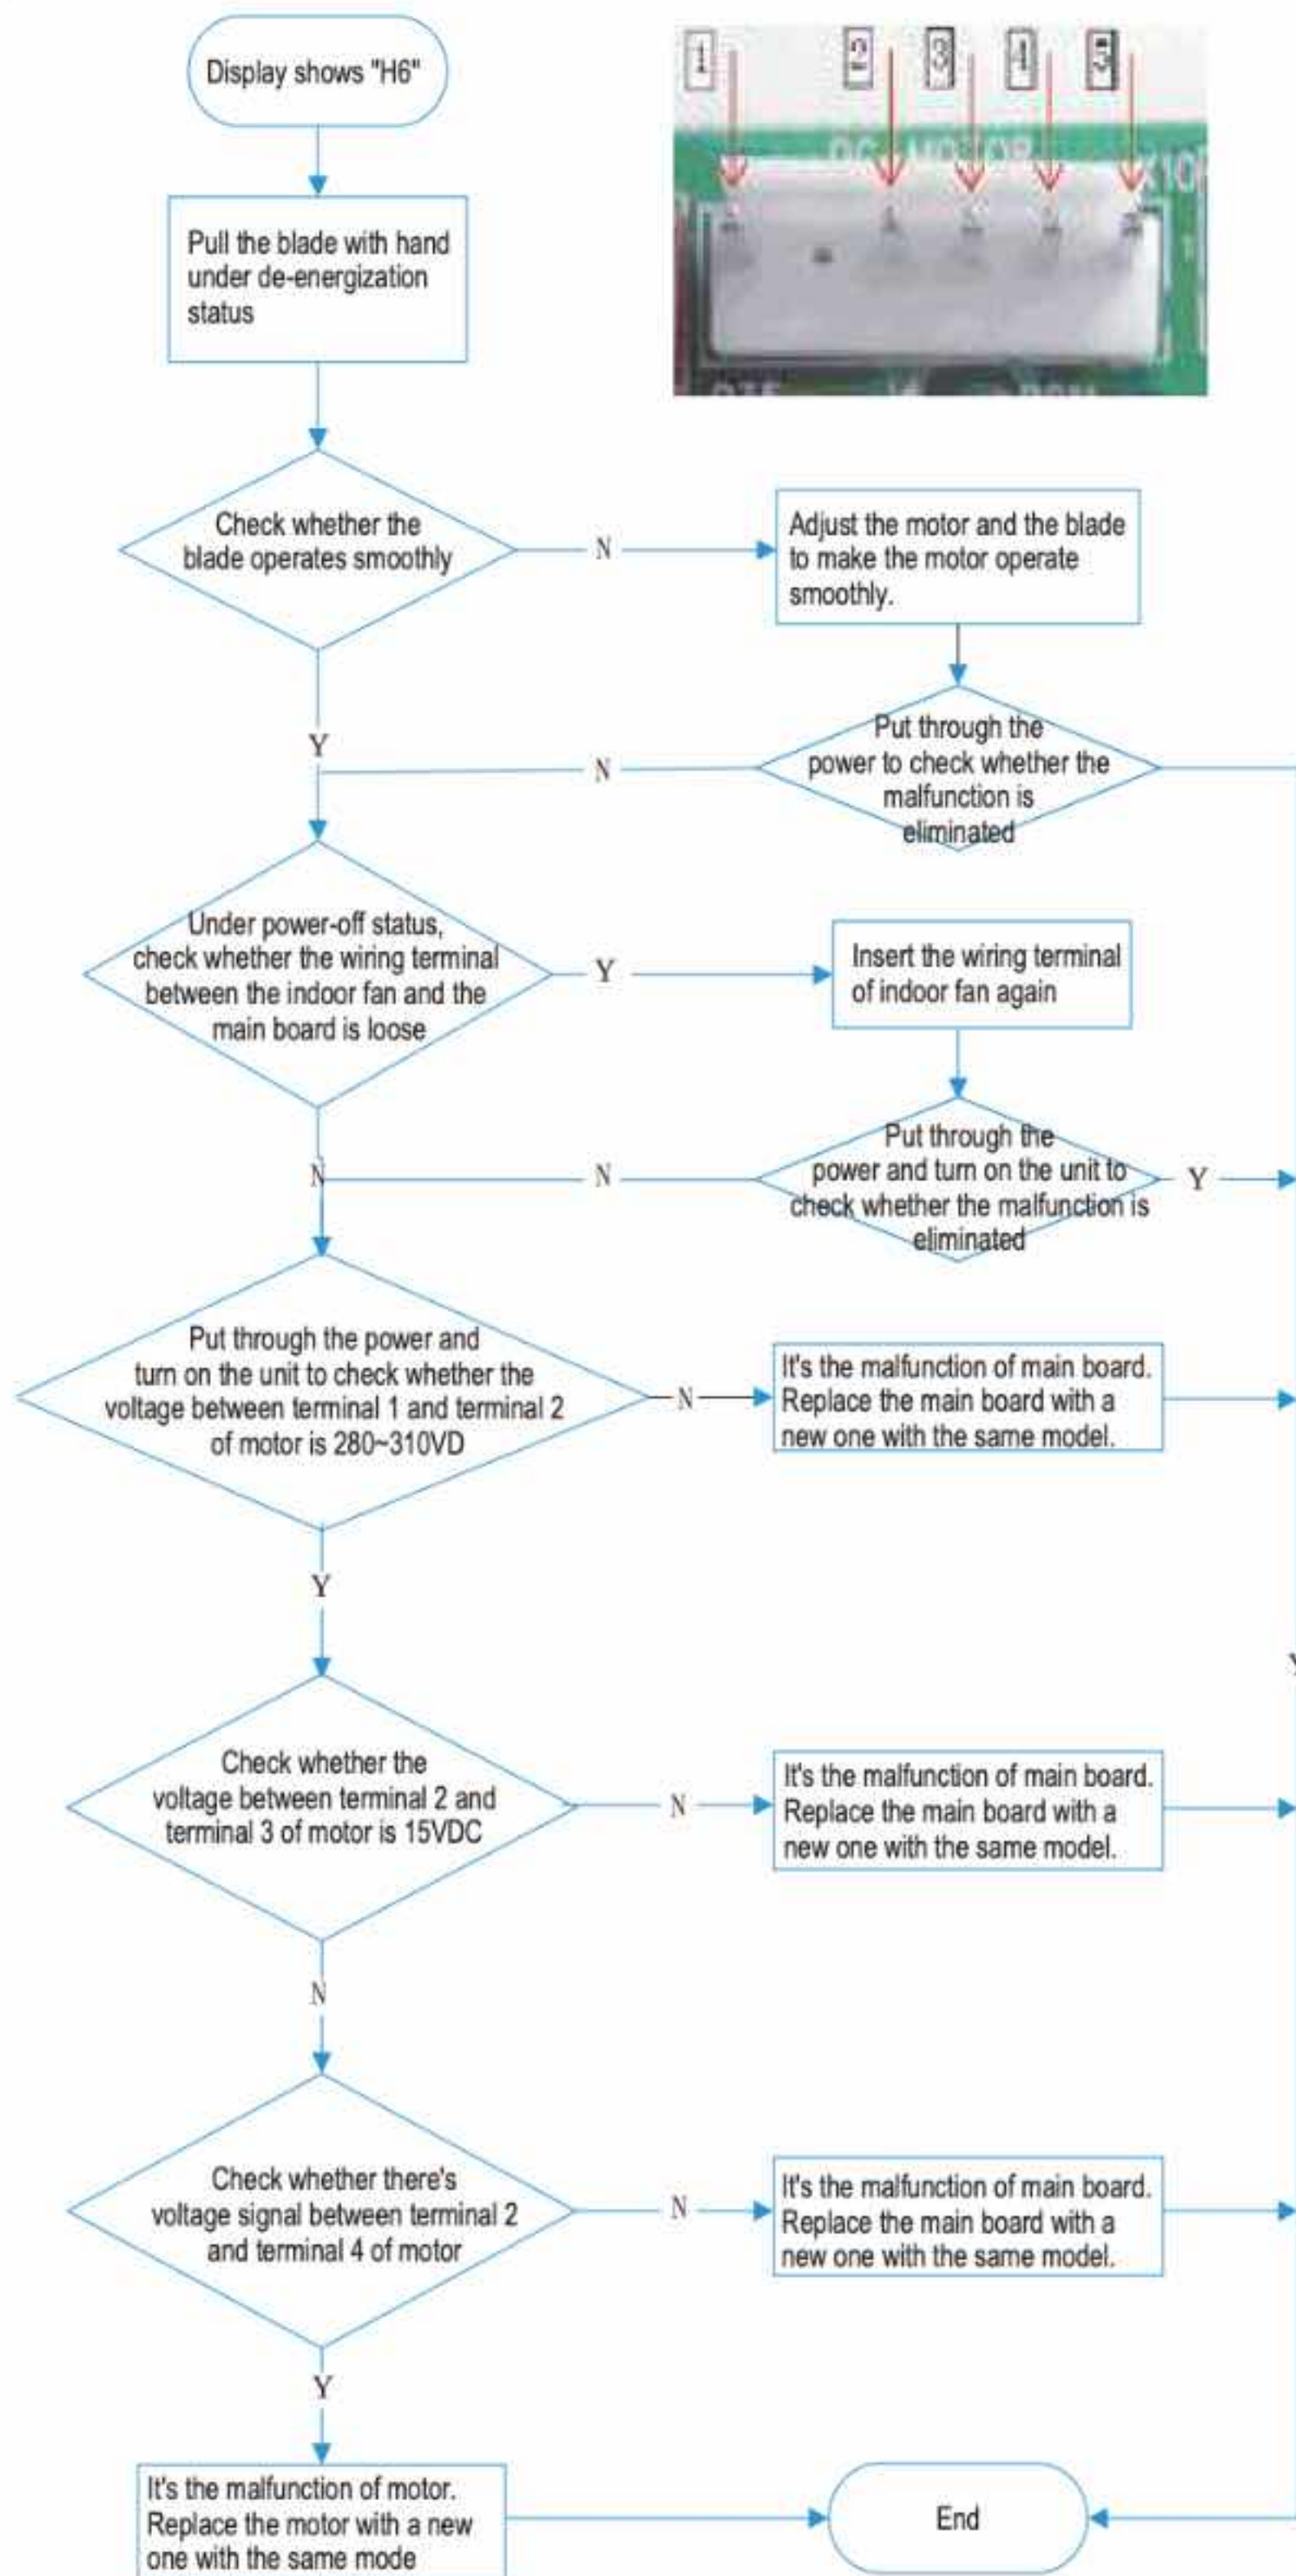 Display shows "H6"
1 2 3 4 5
DC MOTOR
Pull the blade with hand
under de-energization
status
Check whether the
blade operates smoothly
N
Adjust the motor and the blade
to make the motor operate
smoothly.
Y
N
Put through the
power to check whether the
malfunction is
eliminated
Under power-off status,
check whether the wiring terminal
between the indoor fan and the
main board is loose
Y
Insert the wiring terminal
of indoor fan again
N
N
Put through the
power and turn on the unit to
check whether the malfunction is
eliminated
Y
Put through the power and
turn on the unit to check whether the
voltage between terminal 1 and terminal 2
of motor is 280~310VD
N
It's the malfunction of main board.
Replace the main board with a
new one with the same model.
Y
Y
Check whether the
voltage between terminal 2 and
terminal 3 of motor is 15VDC
N
It's the malfunction of main board.
Replace the main board with a
new one with the same model.
N
Check whether there's
voltage signal between terminal 2
and terminal 4 of motor
N
It's the malfunction of main board.
Replace the main board with a
new one with the same model.
Y
It's the malfunction of motor.
Replace the motor with a new
one with the same mode
End